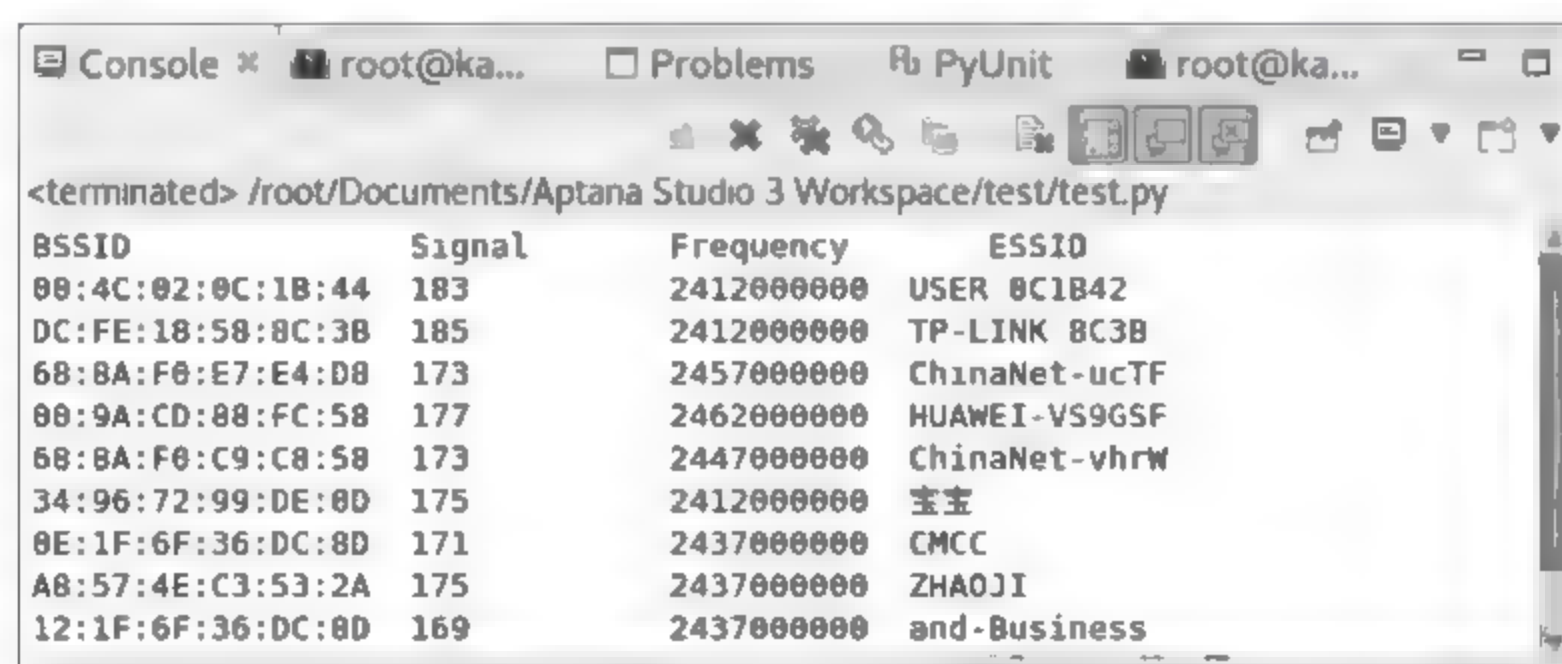 Console root@ka... Problems PyUnit root@ka...
<terminated> /root/Documents/Aptana Studio 3 Workspace/test/test.py
BSSID Signal Frequency ESSID
00:4C:02:0C:1B:44 183 2412000000 USER 0C1B42
DC:FE:18:58:8C:3B 185 2412000000 TP-LINK 8C3B
68:8A:F0:E7:E4:D8 173 2457000000 ChinaNet-ucTF
00:9A:CD:88:FC:58 177 2462000000 HUAWEI-VS9GSF
68:8A:F0:C9:C8:58 173 2447000000 ChinaNet-vhrW
34:96:72:99:DE:0D 175 2412000000 宝宝
0E:1F:6F:36:DC:8D 171 2437000000 CMCC
A8:57:4E:C3:53:2A 175 2437000000 ZHAOJI
12:1F:6F:36:DC:8D 169 2437000000 and-Business